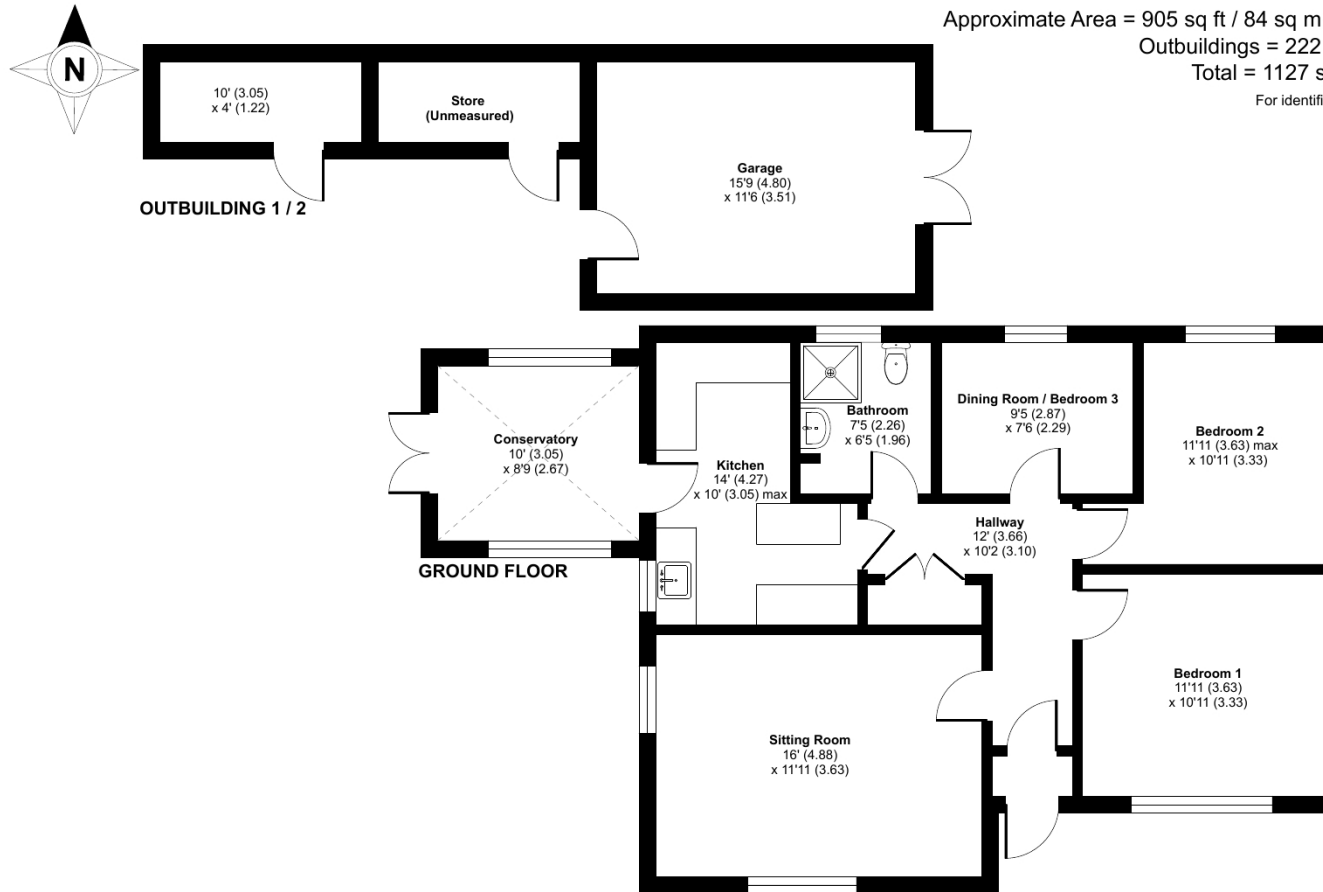 Approximate Area = 905 sq ft / 84 sq m
Outbuildings = 222
Total = 1127 s
For identifi
N
10' (3.05)
x 4' (1.22)
Store
(Unmeasured)
Garage
15'9 (4.80)
x 11'6 (3.51)
OUTBUILDING 1 / 2
Conservatory
10' (3.05)
x 8'9 (2.67)
Kitchen
14' (4.27)
x 10' (3.05) max
Bathroom
7'5 (2.26)
x 6'5 (1.96)
Dining Room / Bedroom 3
9'5 (2.87)
x 7'6 (2.29)
Bedroom 2
11'11 (3.63) max
x 10'11 (3.33)
Hallway
12' (3.66)
x 10'2 (3.10)
GROUND FLOOR
Bedroom 1
11'11 (3.63)
x 10'11 (3.33)
Sitting Room
16' (4.88)
x 11'11 (3.63)